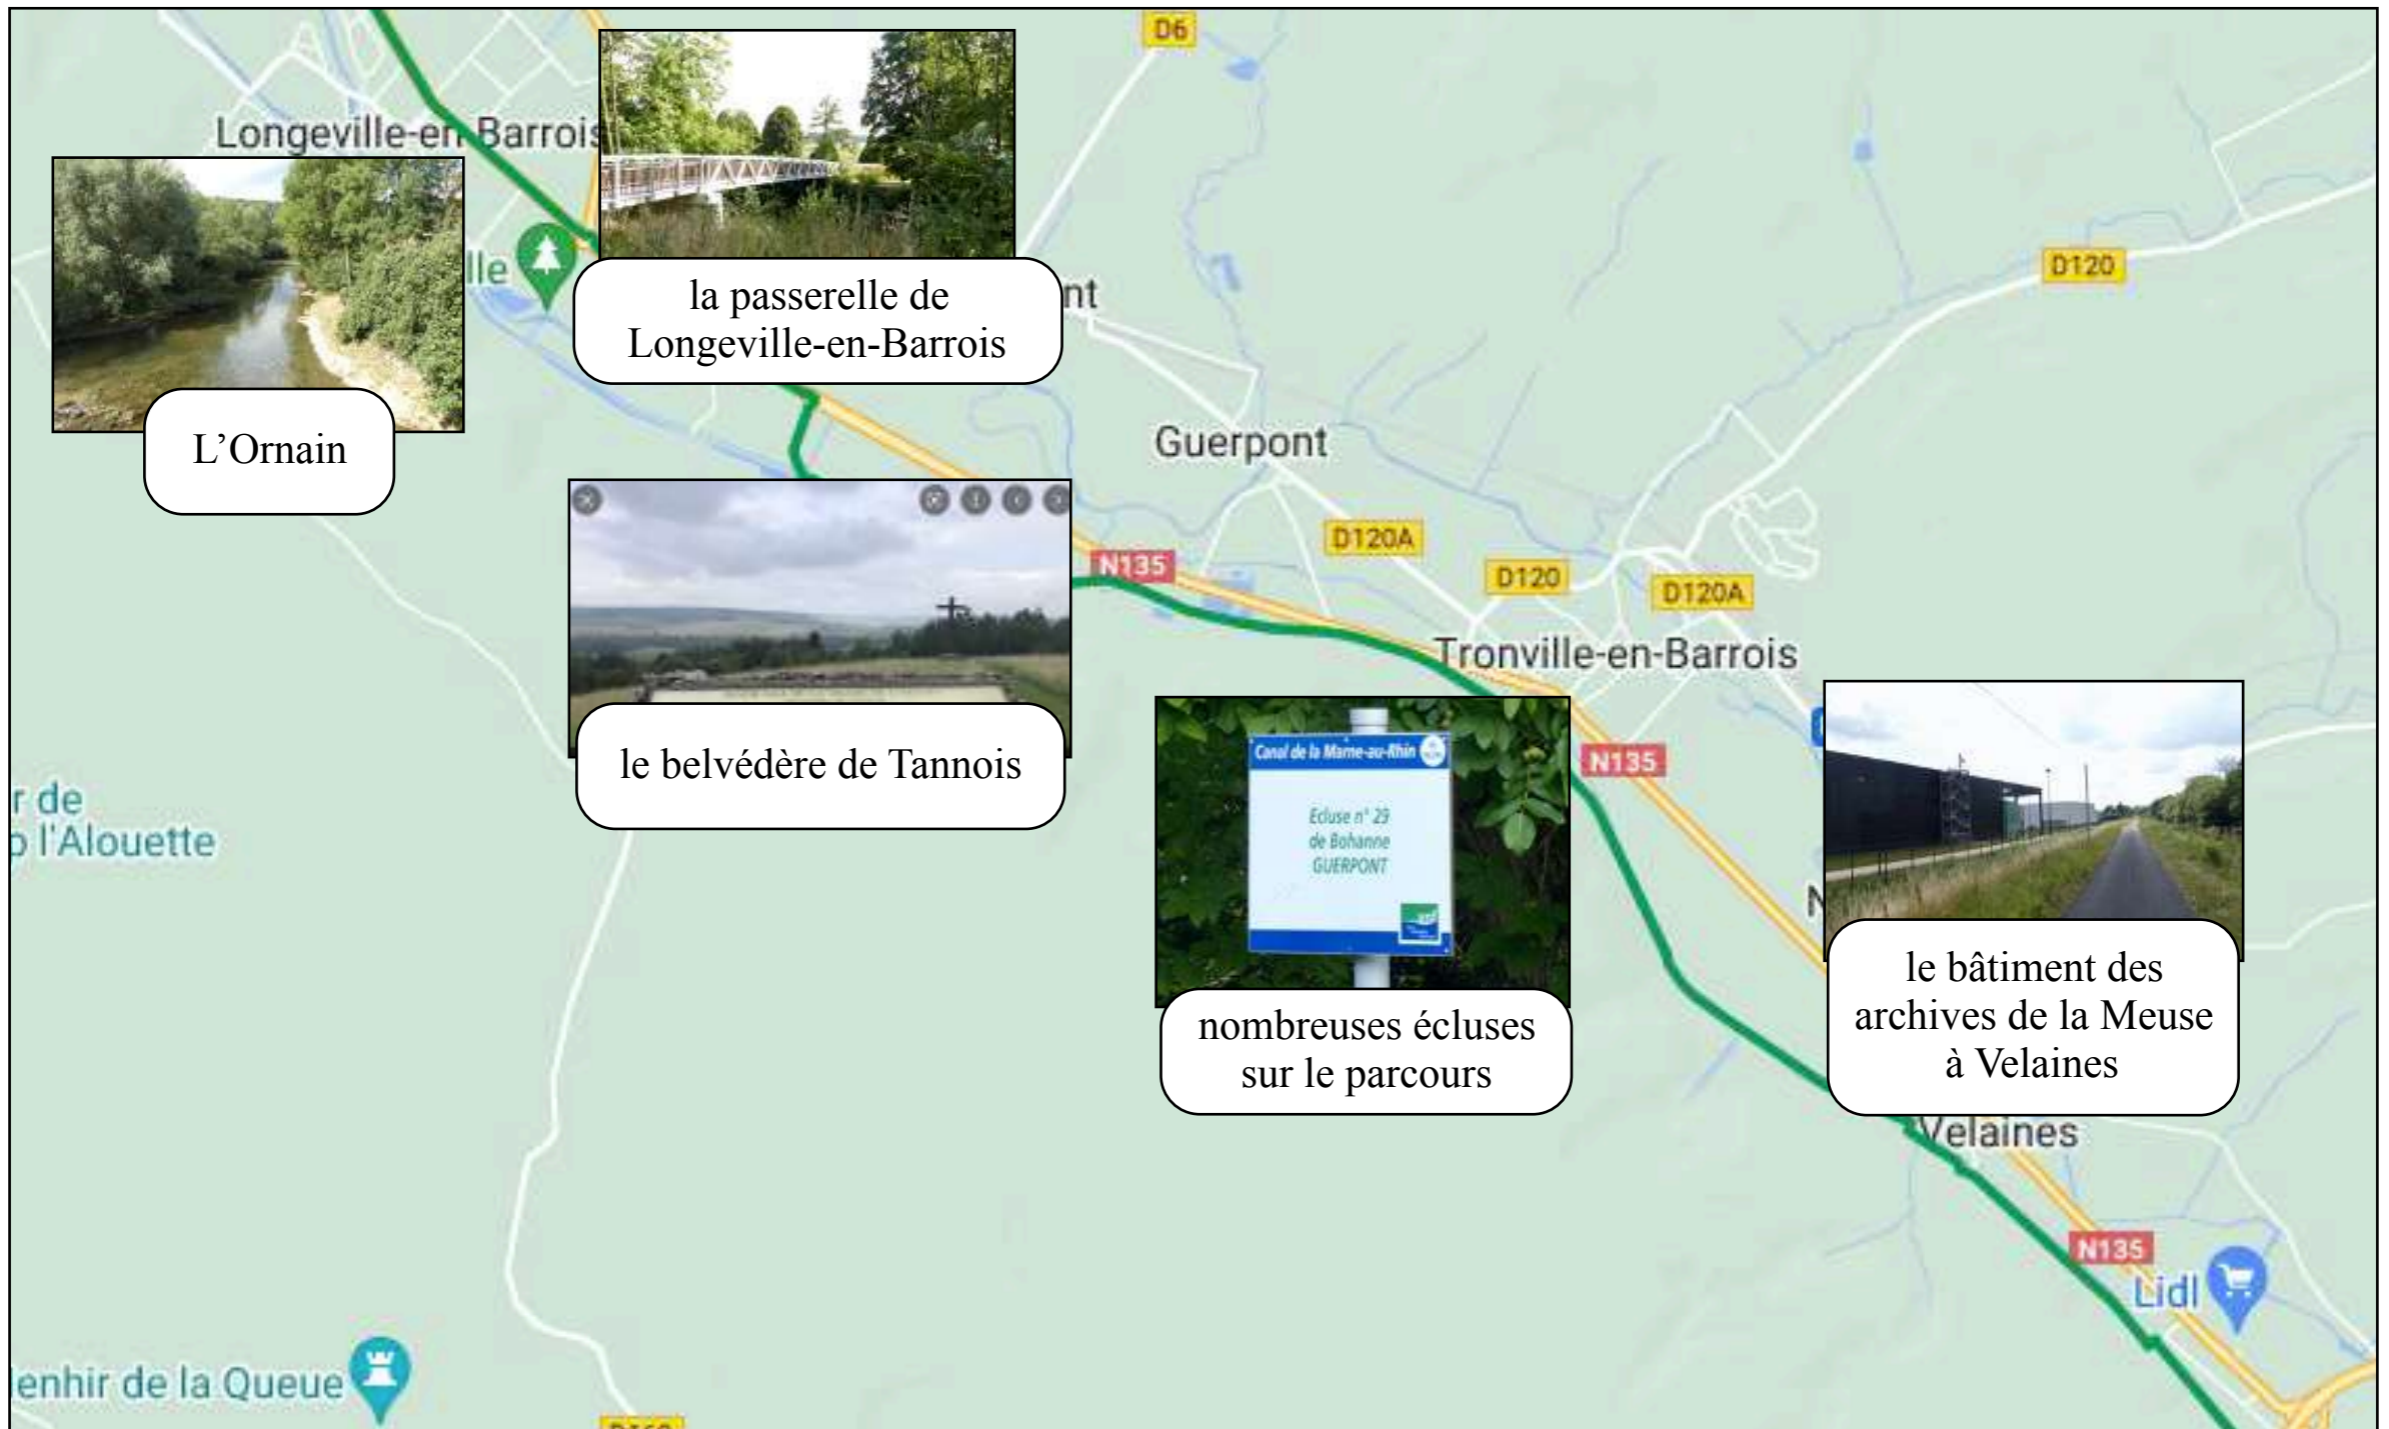 D6
Longeville-en-Barrois
lle
la passerelle de
Longeville-en-Barrois
nt
D120
L'Ornain
Guerpont
D120A
N135
D120
D120A
Tronville-en-Barrois
le belvédère de Tannois
N135
Canal de la Marne-au-Rhin
Ecluse n° 29
de Bohanne
GUERPONT
nombreuses écluses
sur le parcours
r de
l'Alouette
N
le bâtiment des
archives de la Meuse
à Velaines
Velaines
N135
Lidl
enhir de la Queue